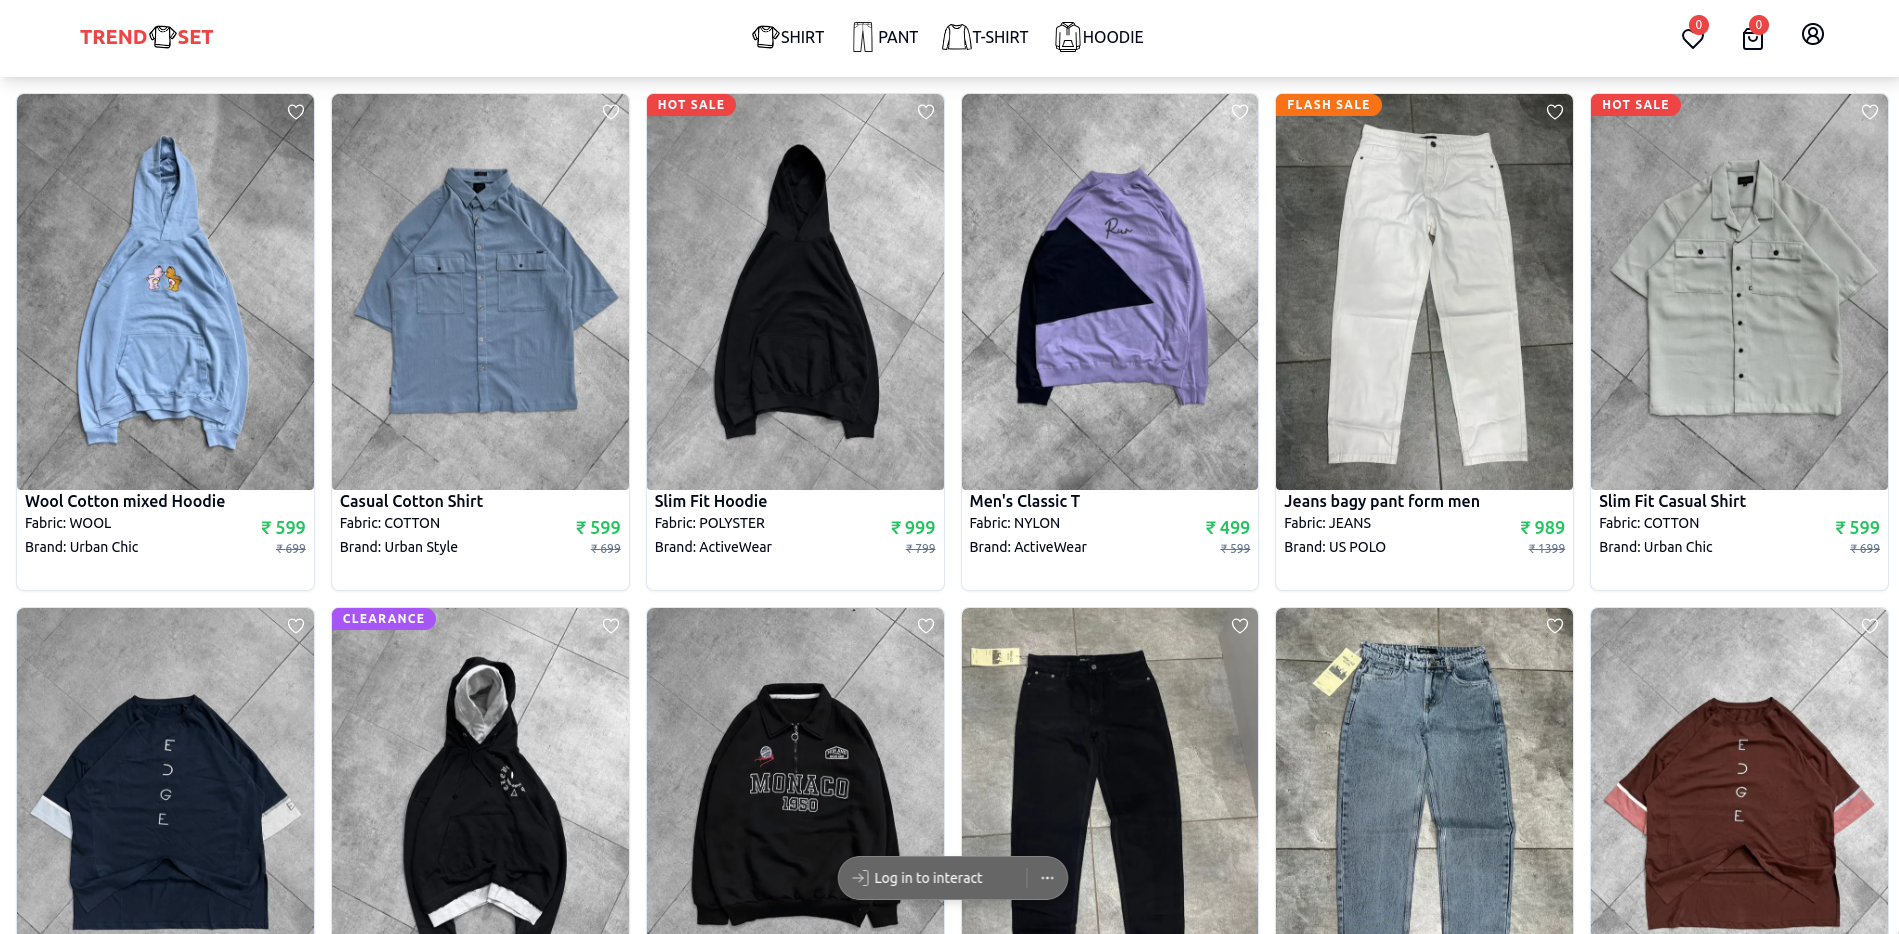 TREND SET
SHIRT
PANT
T-SHIRT
HOODIE
0
0
HOT SALE
FLASH SALE
HOT SALE
Run
Wool Cotton mixed Hoodie
Fabric: WOOL
₹ 599
Brand: Urban Chic
₹ 699
Casual Cotton Shirt
Fabric: COTTON
₹ 599
Brand: Urban Style
₹ 699
Slim Fit Hoodie
Fabric: POLYSTER
₹ 999
Brand: ActiveWear
₹ 799
Men's Classic T
Fabric: NYLON
₹ 499
Brand: ActiveWear
₹ 599
Jeans bagy pant form men
Fabric: JEANS
₹ 989
Brand: US POLO
₹ 1399
Slim Fit Casual Shirt
Fabric: COTTON
₹ 599
Brand: Urban Chic
₹ 699
CLEARANCE
E
D
G
E
E
MONACO
1950
E
D
G
E
Log in to interact